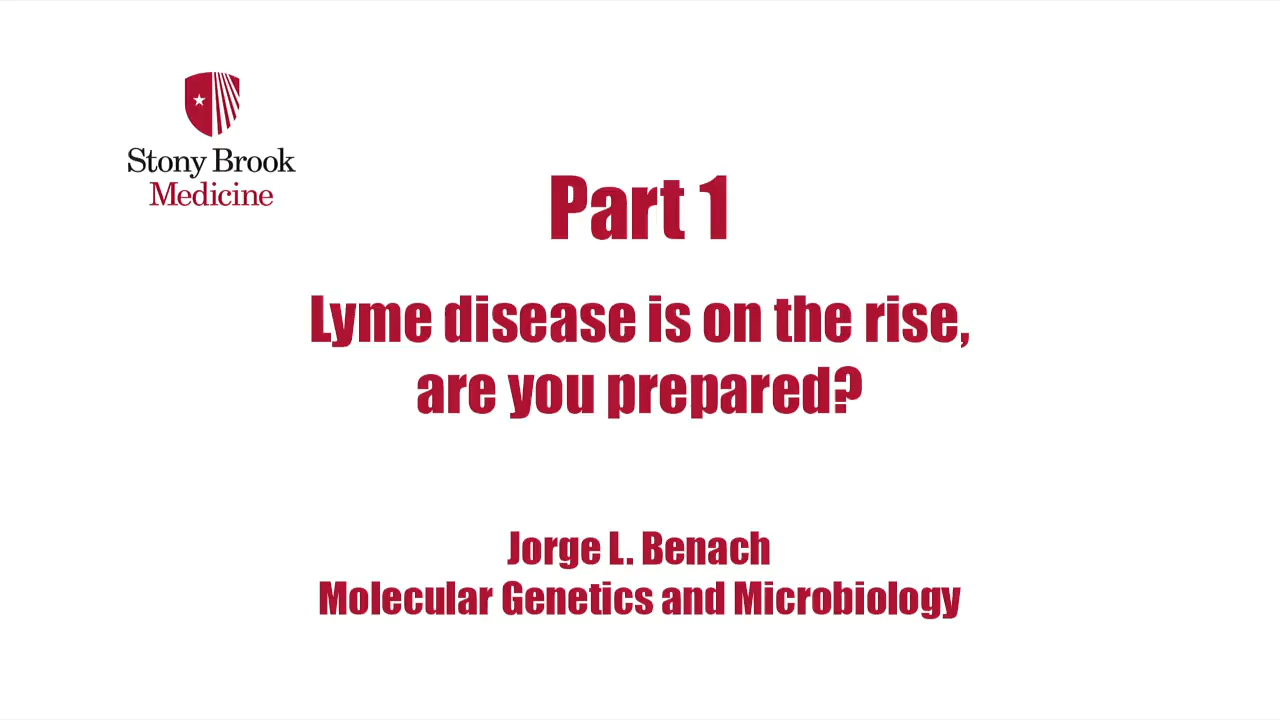 Stony Brook
Medicine
Part 1
Lyme disease is on the rise,
are you prepared?
Jorge L. Benach
Molecular Genetics and Microbiology